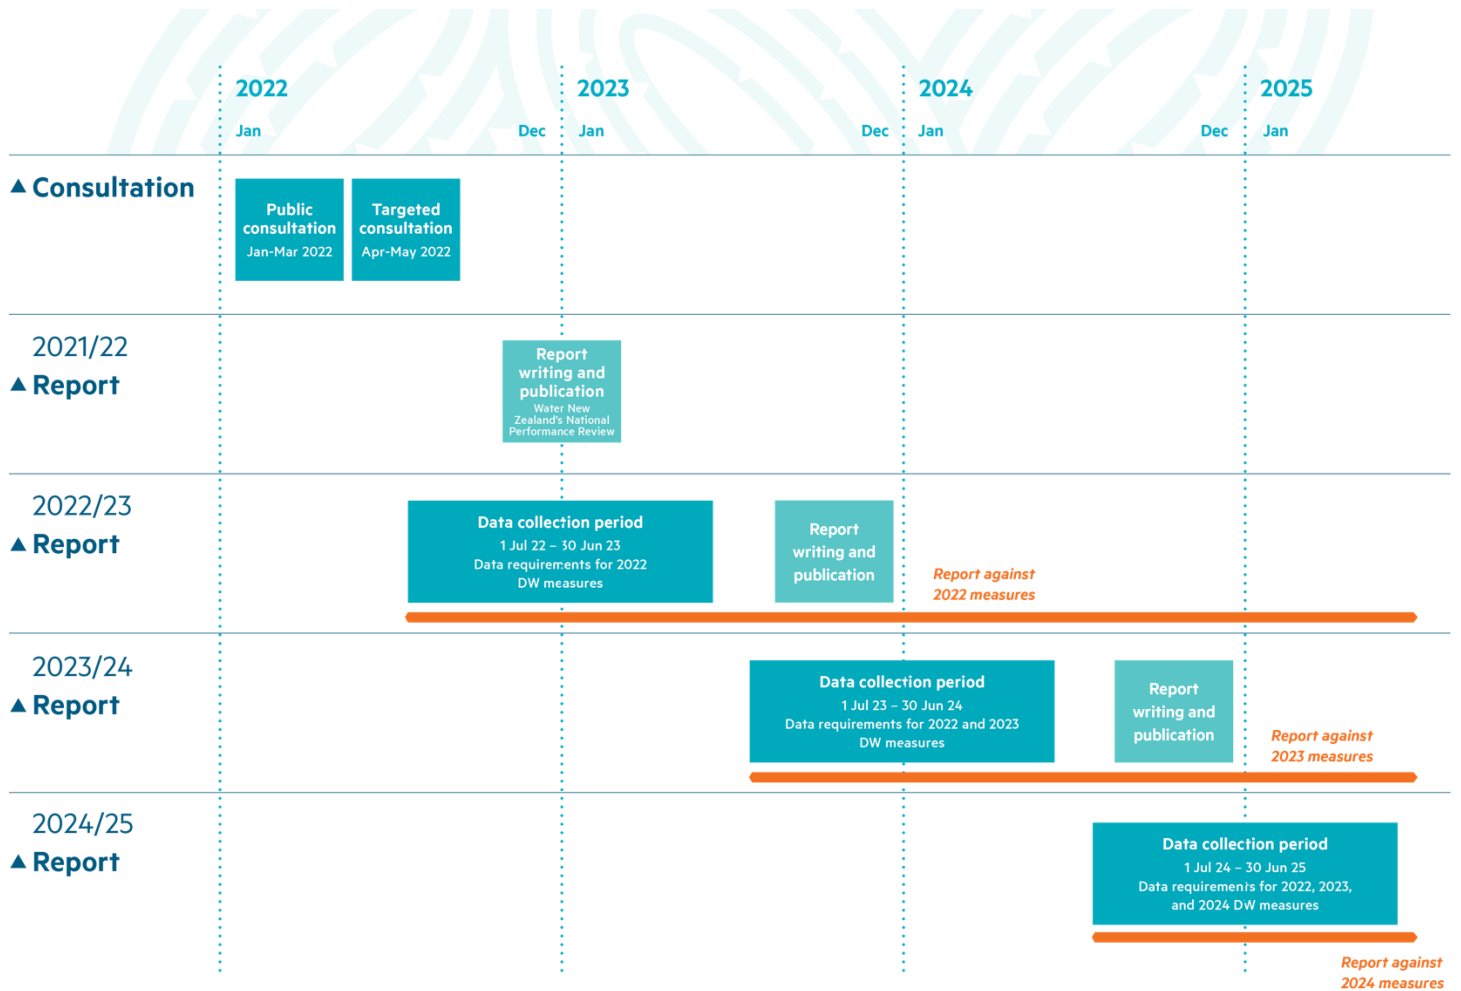 2022
2023
2024
2025
Jan
Dec
Jan
Dec
Jan
Dec
Jan
Consultation
Public
consultation
Jan-Mar 2022
Targeted
consultation
Apr-May 2022
2021/22
Report
Report
writing and
publication
Water New
Zealand's National
Performance Review
2022/23
Report
Data collection period
1 Jul 22 – 30 Jun 23
Data requirements for 2022
DW measures
Report
writing and
publication
Report against
2022 measures
2023/24
Report
Data collection period
1 Jul 23 – 30 Jun 24
Data requirements for 2022 and 2023
DW measures
Report
writing and
publication
Report against
2023 measures
2024/25
Report
Data collection period
1 Jul 24 – 30 Jun 25
Data requirements for 2022, 2023,
and 2024 DW measures
Report against
2024 measures